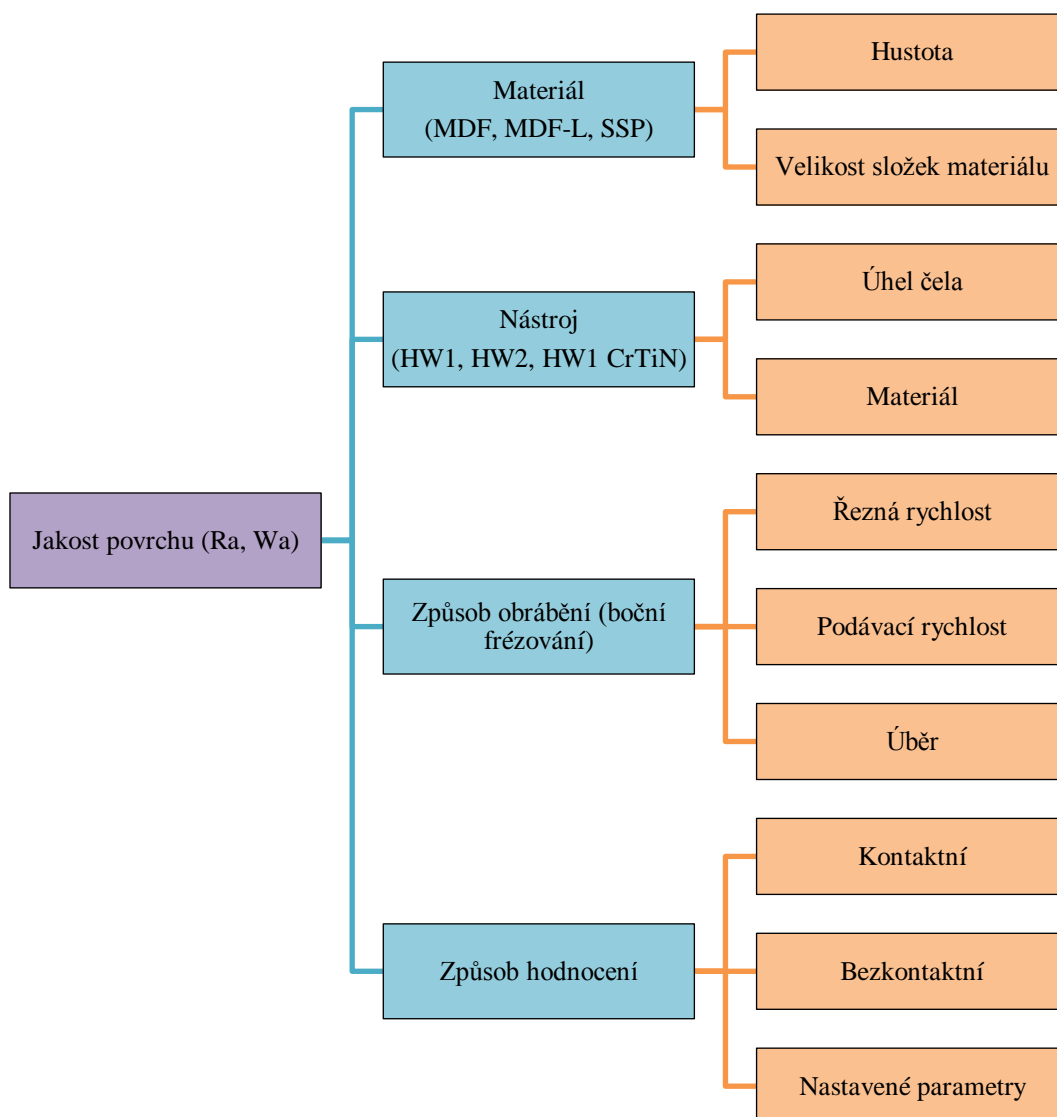 Jakost povrchu (Ra, Wa)
Materiál
(MDF, MDF-L, SSP)
Hustota
Velikost složek materiálu
Nástroj
(HW1, HW2, HW1 CrTiN)
Úhel čela
Materiál
Způsob obrábění (boční
frézování)
Řezná rychlost
Podávací rychlost
Úběr
Způsob hodnocení
Kontaktní
Bezkontaktní
Nastavené parametry